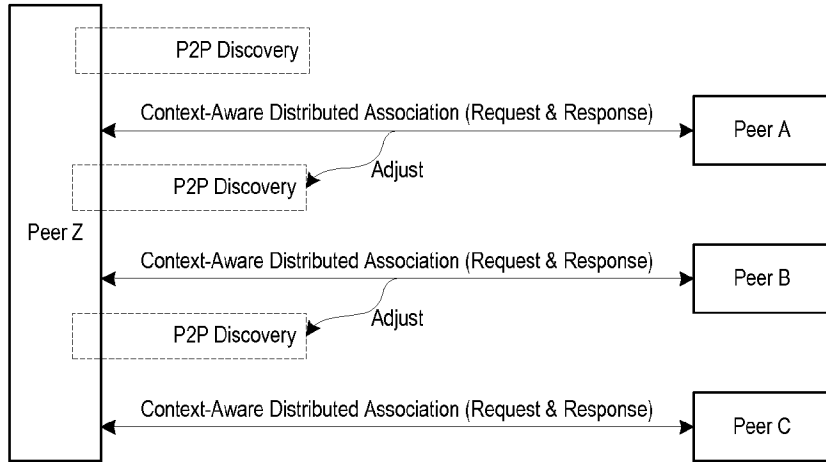 P2P Discovery
Context-Aware Distributed Association (Request & Response)
Peer A
Adjust
P2P Discovery
Peer Z
Context-Aware Distributed Association (Request & Response)
Peer B
Adjust
P2P Discovery
Context-Aware Distributed Association (Request & Response)
Peer C